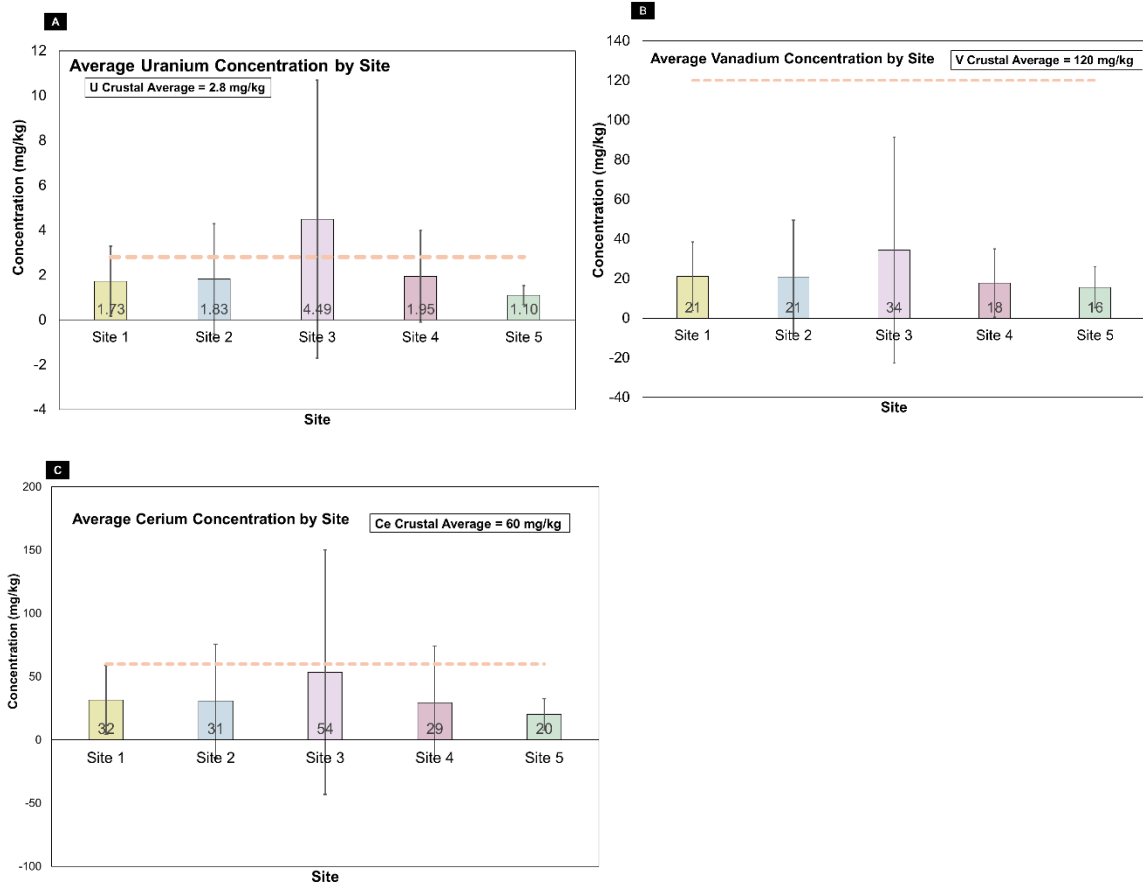 A
Average Uranium Concentration by Site
U Crustal Average = 2.8 mg/kg
Concentration (mg/kg)
12
10
8
6
4
2
0
-2
-4
1.73
1.83
4.49
1.95
1.10
Site 1
Site 2
Site 3
Site 4
Site 5
Site
B
Average Vanadium Concentration by Site
V Crustal Average = 120 mg/kg
Concentration (mg/kg)
140
120
100
80
60
40
20
0
-20
-40
21
21
34
18
16
Site 1
Site 2
Site 3
Site 4
Site 5
Site
C
Average Cerium Concentration by Site
Ce Crustal Average = 60 mg/kg
Concentration (mg/kg)
200
150
100
50
0
-50
-100
32
31
54
29
20
Site 1
Site 2
Site 3
Site 4
Site 5
Site